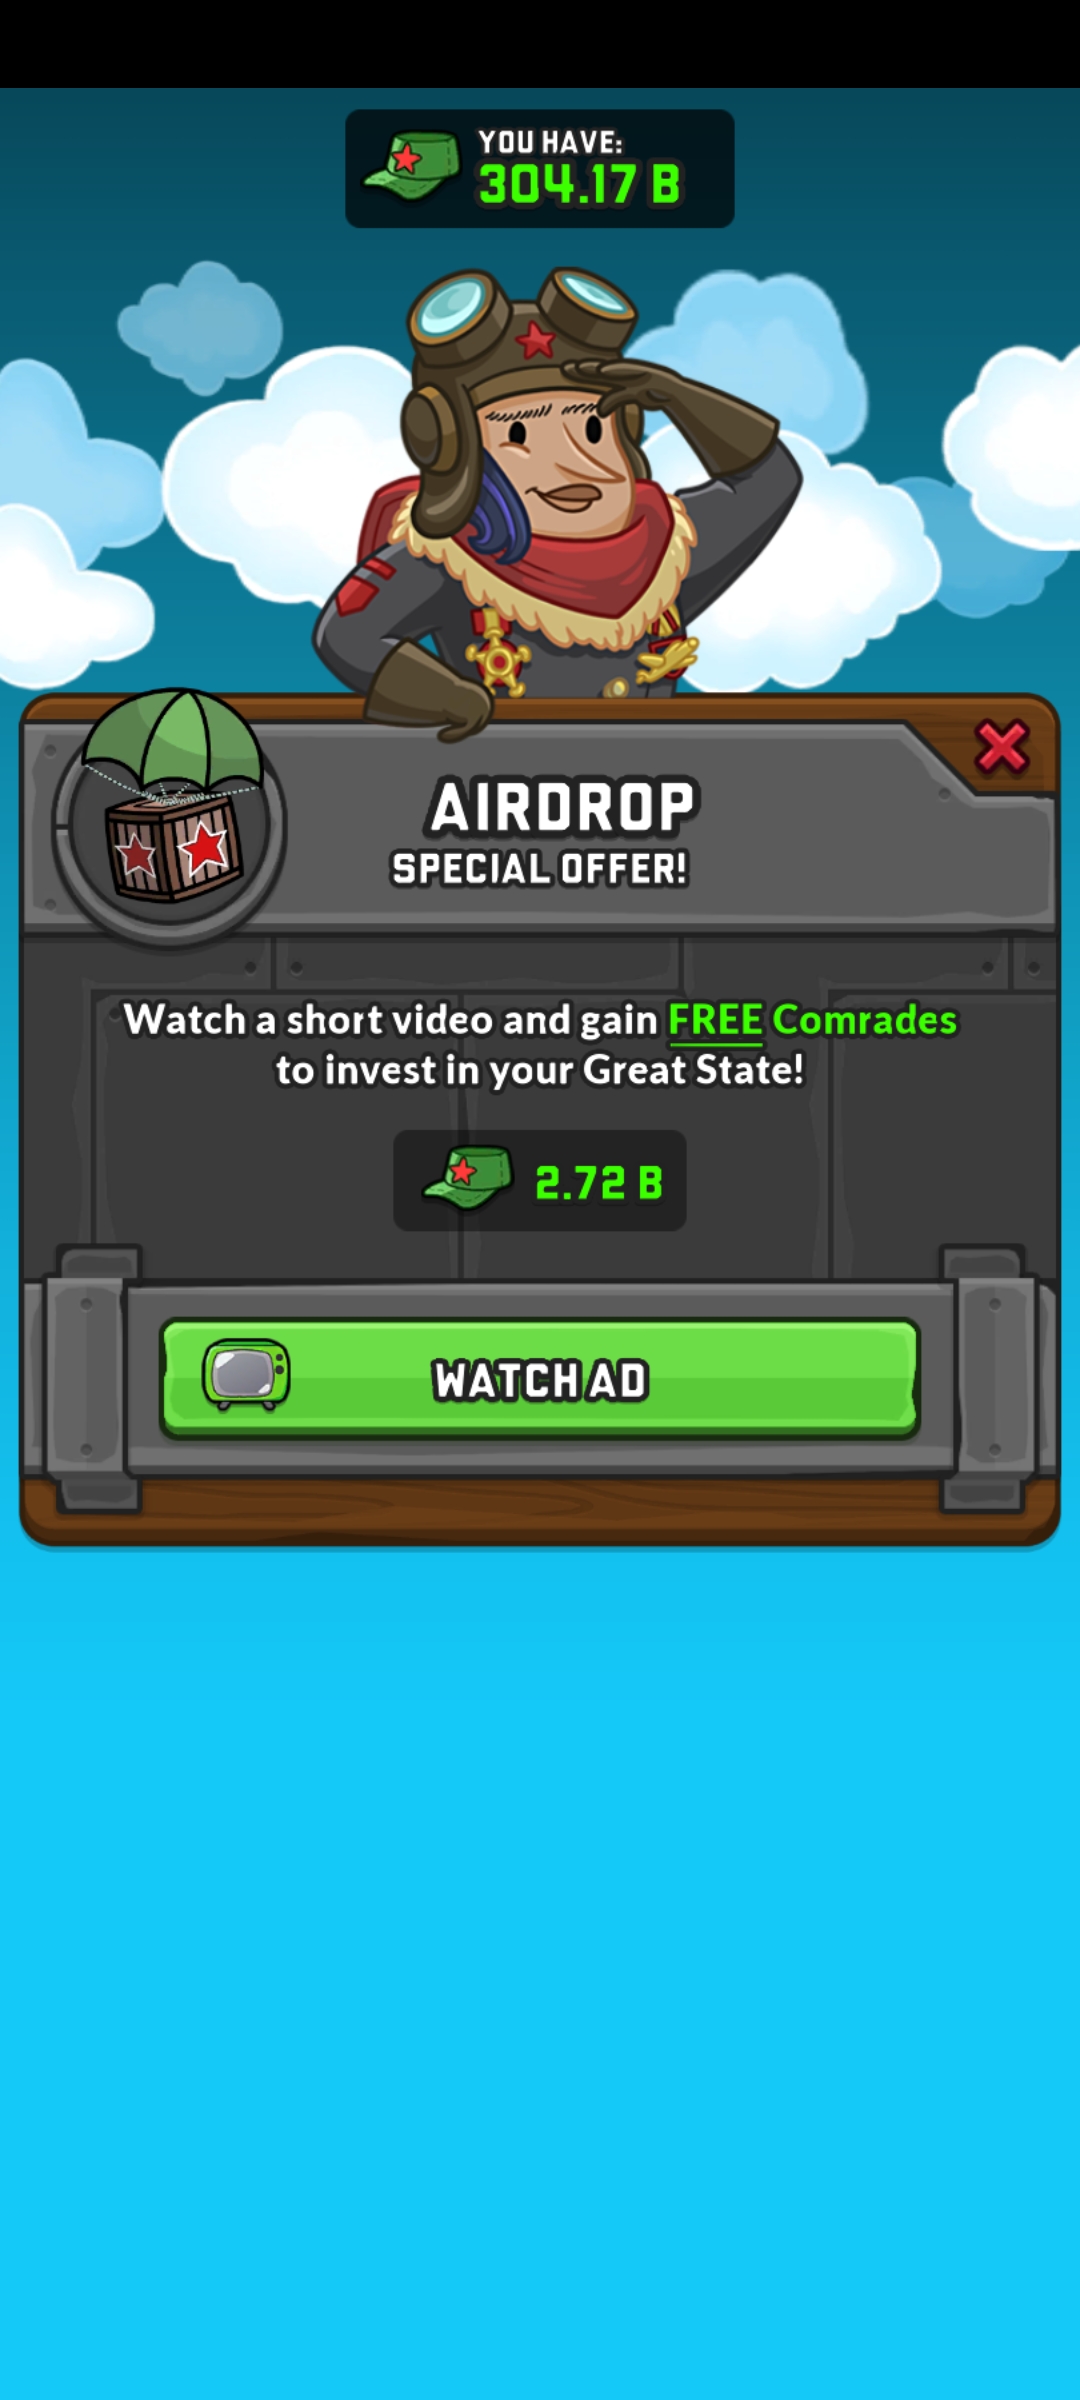 YOU HAVE:
304.17 B
AIRDROP
SPECIAL OFFER!
Watch a short video and gain FREE Comrades
to invest in your Great State!
2.72 B
WATCH AD